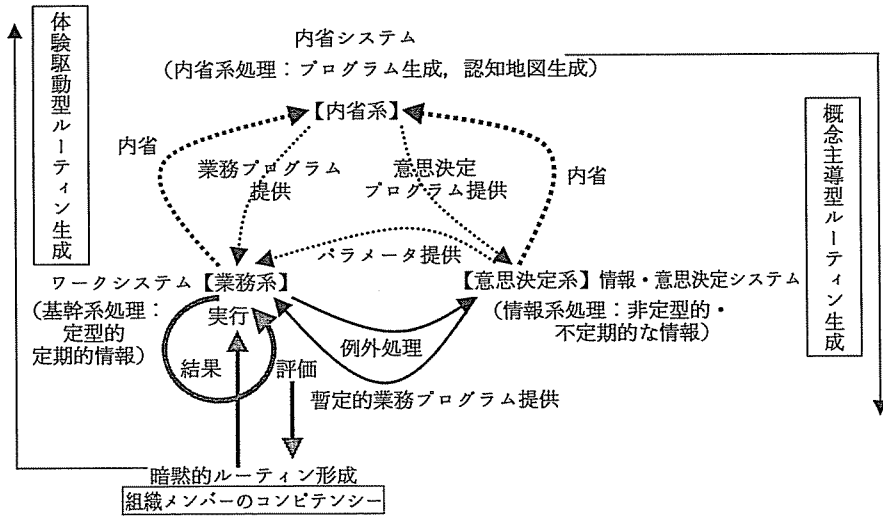 体験駆動型ルーティン生成
内省システム
(内省系処理：プログラム生成，認知地図生成)
【内省系】
概念主導型ルーティン生成
内省
業務プログラム
提供
意思決定
プログラム提供
内省
パラメータ提供
ワークシステム【業務系】
(基幹系処理：
定型的
定期的情報)
【意思決定系】情報・意思決定システム
(情報系処理：非定型的・
不定期的な情報)
実行
結果
評価
例外処理
暫定的業務プログラム提供
暗黙的ルーティン形成
組織メンバーのコンピテンシー